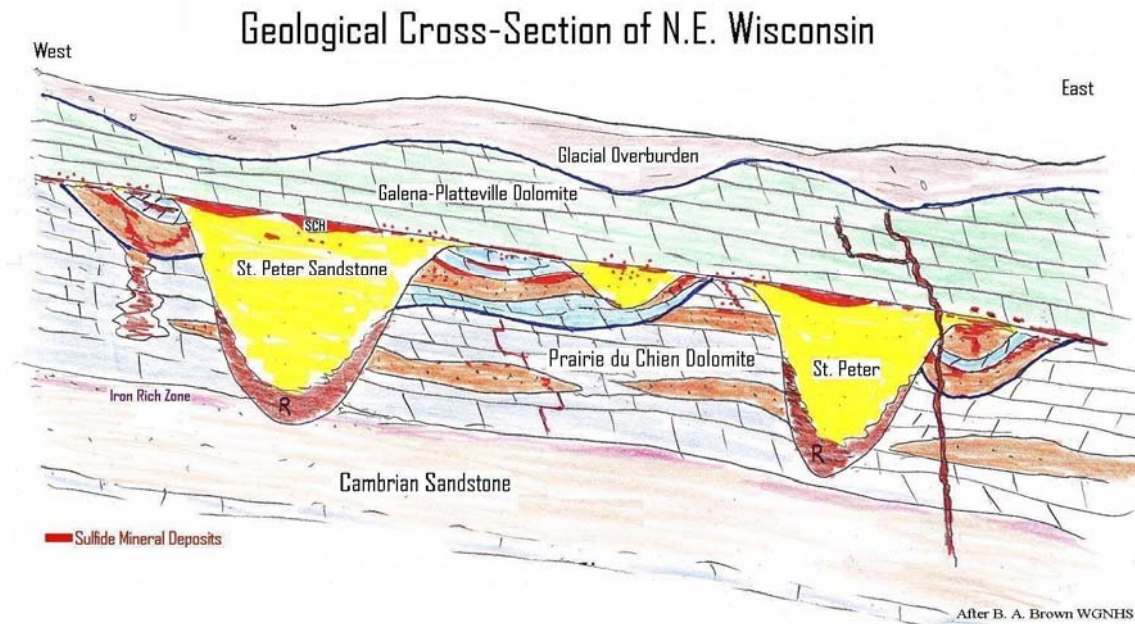 Geological Cross-Section of N.E. Wisconsin
West
East
Glacial Overburden
Galena-Platteville Dolomite
SCH
St. Peter Sandstone
Prairie du Chien Dolomite
St. Peter
Iron Rich Zone
R
R
Cambrian Sandstone
Sulfide Mineral Deposits
After B. A. Brown WGNHS